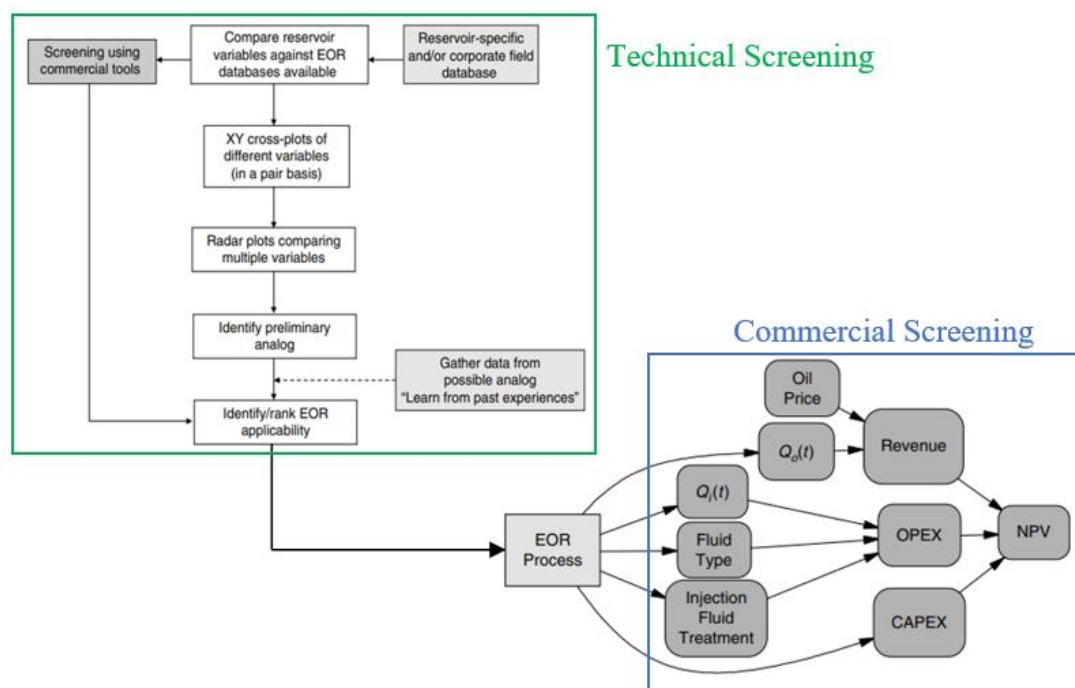 Screening using
commercial tools
Compare reservoir
variables against EOR
databases available
Reservoir-specific
and/or corporate field
database
Technical Screening
XY cross-plots of
different variables
(in a pair basis)
Radar plots comparing
multiple variables
Identify preliminary
analog
Gather data from
possible analog
“Learn from past experiences”
Identify/rank EOR
applicability
Commercial Screening
Oil
Price
Qo(t)
Revenue
Qi(t)
EOR
Process
Fluid
Type
OPEX
NPV
Injection
Fluid
Treatment
CAPEX